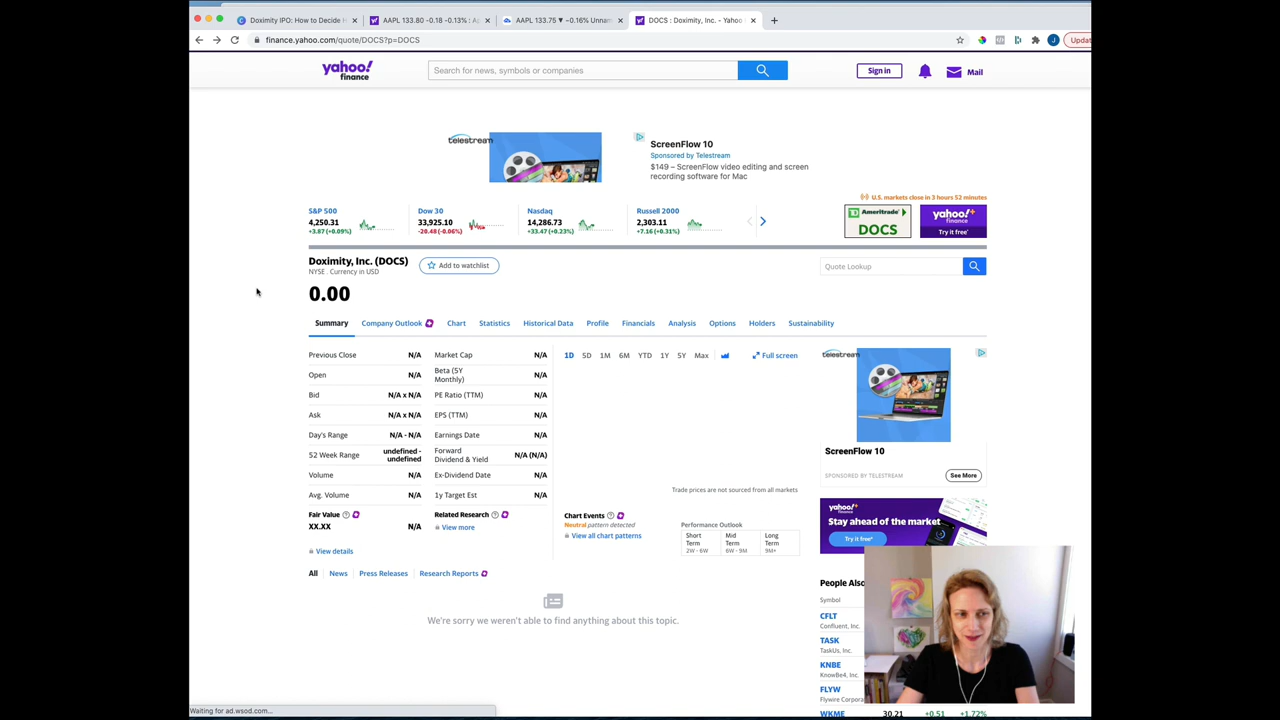 Doximity IPO: How to Decide H
AAPL 133.80 -0.18 -0.13% : A
AAPL 133.75 ▼ −0.16% Unnam
DOCS : Doximity, Inc. - Yahoo
finance.yahoo.com/quote/DOCS?p=DOCS
J
Updat
yahoo!
finance
Search for news, symbols or companies
Sign in
Mail
telestream
ScreenFlow 10
Sponsored by Telestream
$149 – ScreenFlow video editing and screen
recording software for Mac
U.S. markets close in 3 hours 52 minutes
S&P 500
4,250.31
+3.87 (+0.09%)
Dow 30
33,925.10
-20.48 (-0.06%)
Nasdaq
14,286.73
+33.47 (+0.23%)
Russell 2000
2,303.11
+7.16 (+0.31%)
Ameritrade
DOCS
yahoo!+
finance
Try it free*
Doximity, Inc. (DOCS)
NYSE . Currency in USD
Add to watchlist
Quote Lookup
0.00
Summary
Company Outlook
Chart
Statistics
Historical Data
Profile
Financials
Analysis
Options
Holders
Sustainability
Previous Close N/A
Open N/A
Bid N/A x N/A
Ask N/A x N/A
Day's Range N/A - N/A
52 Week Range undefined -
undefined
Volume N/A
Avg. Volume N/A
Market Cap N/A
Beta (5Y
Monthly) N/A
PE Ratio (TTM) N/A
EPS (TTM) N/A
Earnings Date N/A
Forward
Dividend & Yield N/A (N/A)
Ex-Dividend Date N/A
1y Target Est N/A
1D 5D 1M 6M YTD 1Y 5Y Max
Full screen
Trade prices are not sourced from all markets
Fair Value
XX.XX N/A
View details
Related Research
View more
Chart Events
Neutral pattern detected
View all chart patterns
Performance Outlook
Short
Term
2W - 6W
Mid
Term
6W - 9M
Long
Term
9M+
All News Press Releases Research Reports
We're sorry we weren't able to find anything about this topic.
telestream
ScreenFlow 10
SPONSORED BY TELESTREAM
See More
yahoo!+
finance
Stay ahead of the market
Try it free*
People Also
Symbol
CFLT
Confluent, Inc.
TASK
TaskUs, Inc.
KNBE
KnowBe4, Inc.
FLYW
Flywire Corpora
WKME 30.21 +0.51 +1.72%
Waiting for ad.wsod.com...